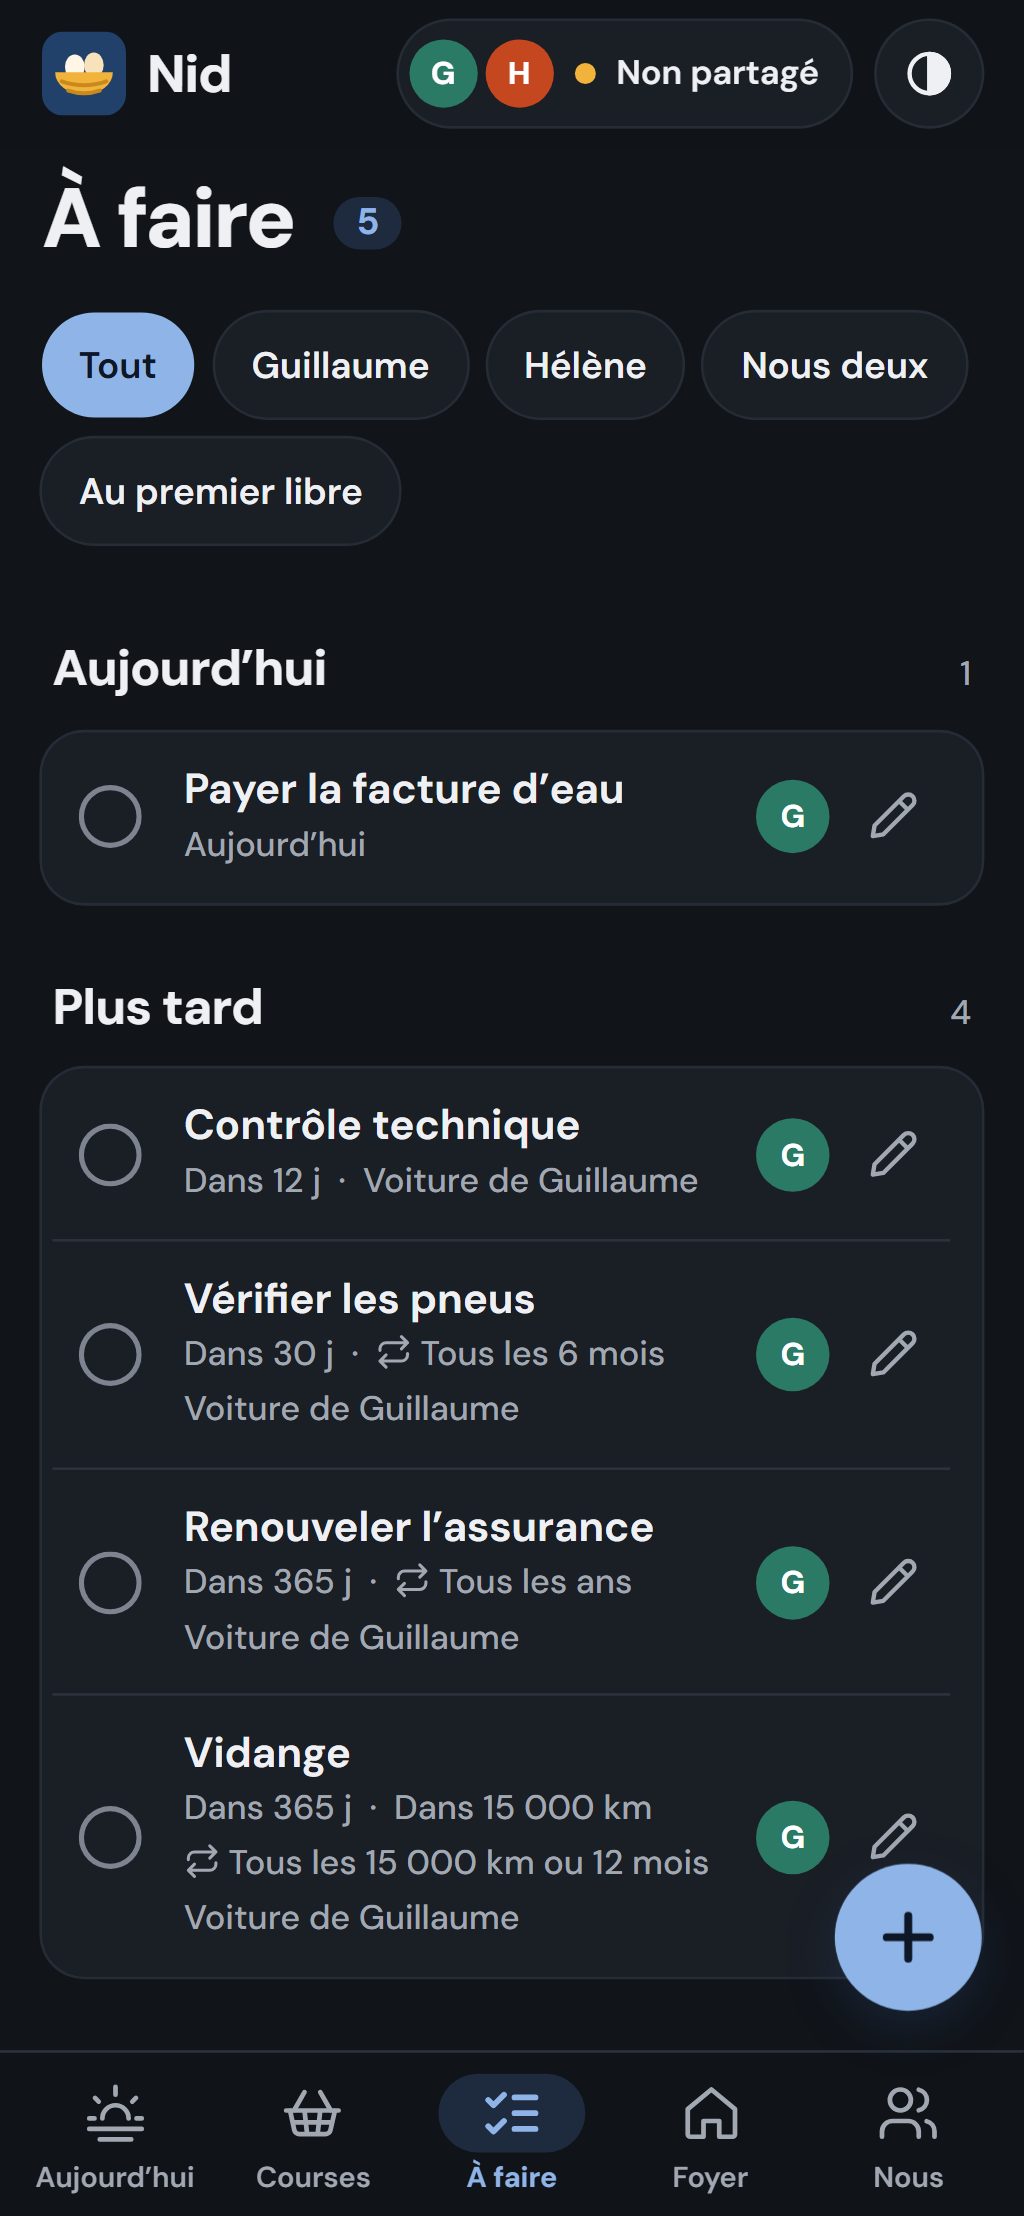 Nid
G H Non partagé
À faire 5
Tout Guillaume Hélène Nous deux
Au premier libre
Aujourd’hui 1
Payer la facture d’eau
Aujourd’hui
G
Plus tard 4
Contrôle technique
Dans 12 j · Voiture de Guillaume
G
Vérifier les pneus
Dans 30 j · Tous les 6 mois
Voiture de Guillaume
G
Renouveler l’assurance
Dans 365 j · Tous les ans
Voiture de Guillaume
G
Vidange
Dans 365 j · Dans 15 000 km
Tous les 15 000 km ou 12 mois
Voiture de Guillaume
G
Aujourd’hui Courses À faire Foyer Nous